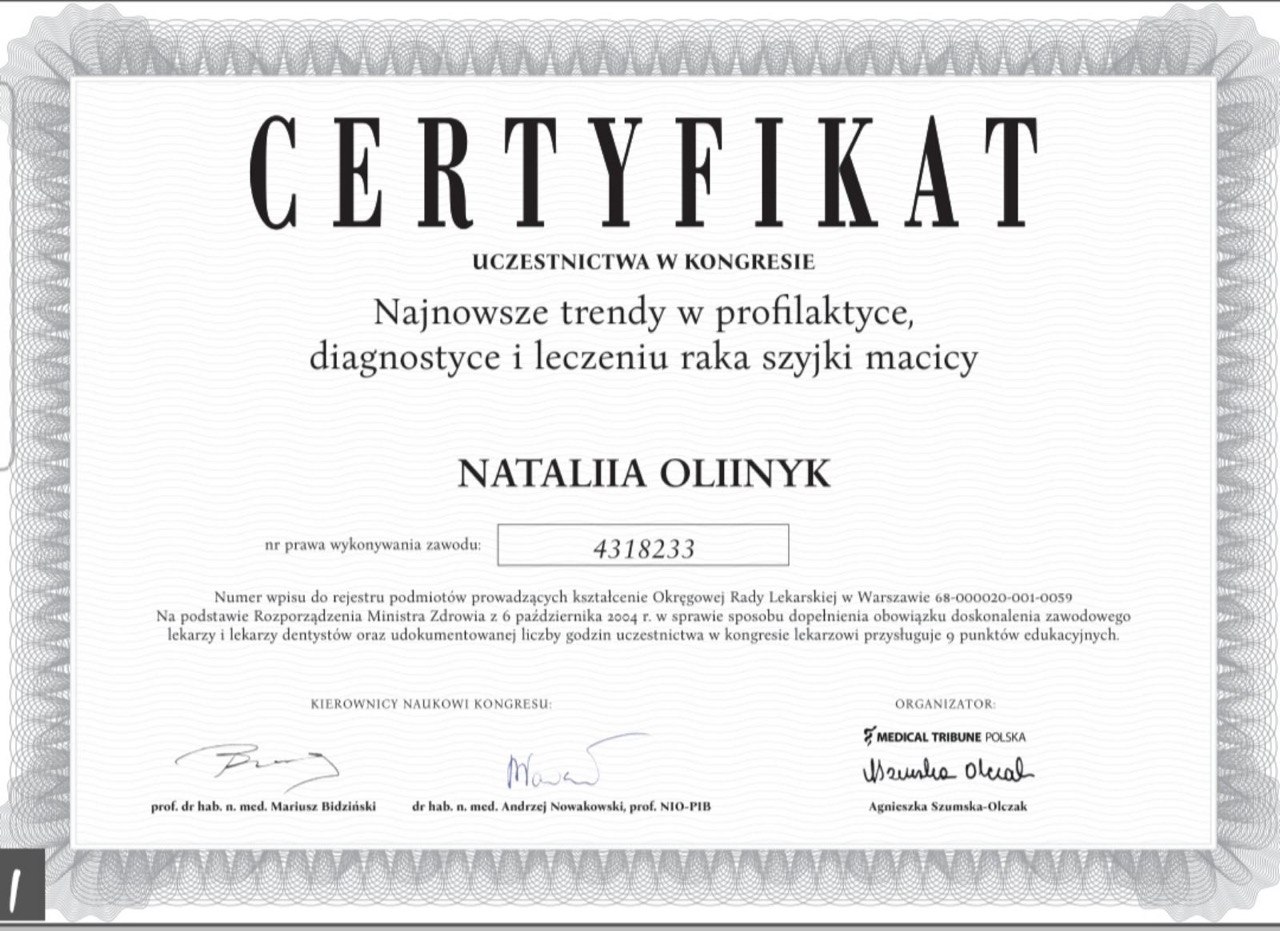 CERTYFIKAT
UCZESTNICTWA W KONGRESIE
Najnowsze trendy w profilaktyce,
diagnostyce i leczeniu raka szyjki macicy
NATALIIA OLIINYK
nr prawa wykonywania zawodu: 4318233
Numer wpisu do rejestru podmiotów prowadzących kształcenie Okręgowej Rady Lekarskiej w Warszawie 68-000020-001-0059
Na podstawie Rozporządzenia Ministra Zdrowia z 6 października 2004 r. w sprawie sposobu dopełnienia obowiązku doskonalenia zawodowego
lekarzy i lekarzy dentystów oraz udokumentowanej liczby godzin uczestnictwa w kongresie lekarzowi przysługuje 9 punktów edukacyjnych.
KIEROWNICY NAUKOWI KONGRESU:
prof. dr hab. n. med. Mariusz Bidziński
dr hab. n. med. Andrzej Nowakowski, prof. NIO-PIB
ORGANIZATOR:
MEDICAL TRIBUNE POLSKA
Agnieszka Szumska-Olczak